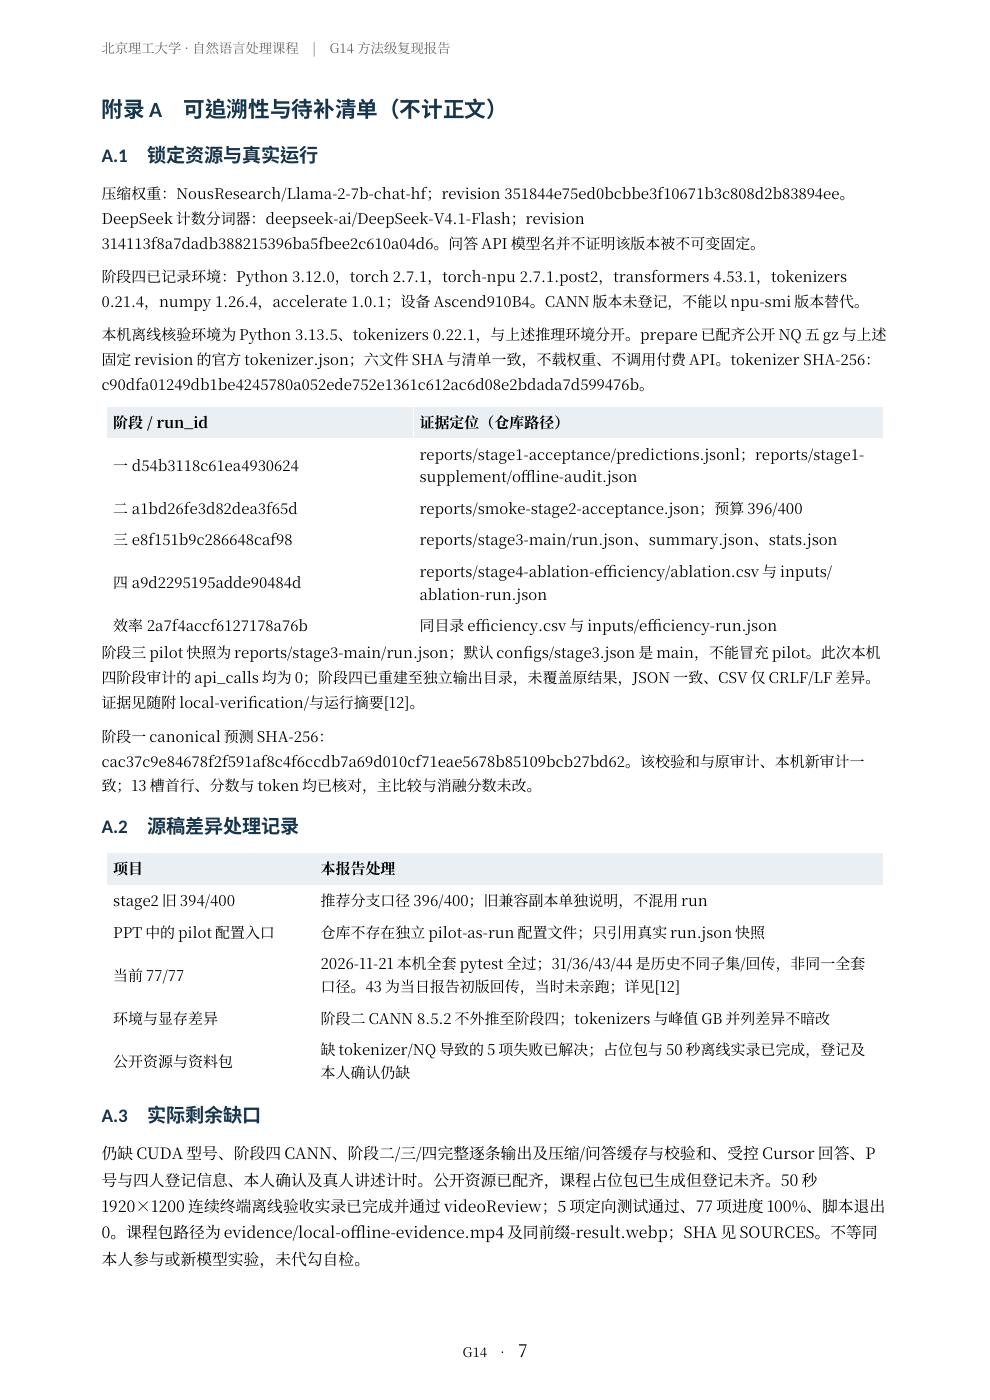 北京理工大学 · 自然语言处理课程 | G14 方法级复现报告
附录 A 可追溯性与待补清单（不计正文）
A.1 锁定资源与真实运行
压缩权重：NousResearch/Llama-2-7b-chat-hf；revision 351844e75ed0bcbbe3f10671b3c808d2b83894ee。
DeepSeek 计数分词器：deepseek-ai/DeepSeek-V4.1-Flash；revision
314113f8a7dadb388215396ba5fbee2c610a04d6。问答 API 模型名并不证明该版本被不可变固定。
阶段四已记录环境：Python 3.12.0，torch 2.7.1，torch-npu 2.7.1.post2，transformers 4.53.1，tokenizers
0.21.4，numpy 1.26.4，accelerate 1.0.1；设备 Ascend910B4。CANN 版本未登记，不能以 npu-smi 版本替代。
本机离线核验环境为 Python 3.13.5、tokenizers 0.22.1，与上述推理环境分开。prepare 已配齐公开 NQ 五 gz 与上述
固定 revision 的官方 tokenizer.json；六文件 SHA 与清单一致，不载权重、不调用付费 API。tokenizer SHA-256：
c90dfa01249db1be4245780a052ede752e1361c612ac6d08e2bdada7d599476b。
阶段 / run_id 证据定位（仓库路径）
一 d54b3118c61ea4930624 reports/stage1-acceptance/predictions.jsonl；reports/stage1-
supplement/offline-audit.json
二 a1bd26fe3d82dea3f65d reports/smoke-stage2-acceptance.json；预算 396/400
三 e8f151b9c286648caf98 reports/stage3-main/run.json、summary.json、stats.json
四 a9d2295195adde90484d reports/stage4-ablation-efficiency/ablation.csv 与 inputs/
ablation-run.json
效率 2a7f4accf6127178a76b 同目录 efficiency.csv 与 inputs/efficiency-run.json
阶段三 pilot 快照为 reports/stage3-main/run.json；默认 configs/stage3.json 是 main，不能冒充 pilot。此次本机
四阶段审计的 api_calls 均为 0；阶段四已重建至独立输出目录，未覆盖原结果，JSON 一致、CSV 仅 CRLF/LF 差异。
证据见随附 local-verification/与运行摘要[12]。
阶段一 canonical 预测 SHA-256：
cac37c9e84678f2f591af8c4f6ccdb7a69d010cf71eae5678b85109bcb27bd62。该校验和与原审计、本机新审计一
致；13 槽首行、分数与 token 均已核对，主比较与消融分数未改。
A.2 源稿差异处理记录
项目 本报告处理
stage2 旧 394/400 推荐分支口径 396/400；旧兼容副本单独说明，不混用 run
PPT 中的 pilot 配置入口 仓库不存在独立 pilot-as-run 配置文件；只引用真实 run.json 快照
当前 77/77 2026-11-21 本机全套 pytest 全过；31/36/43/44 是历史不同子集/回传，非同一全套
口径。43 为当日报告初版回传，当时未亲跑；详见[12]
环境与显存差异 阶段二 CANN 8.5.2 不外推至阶段四；tokenizers 与峰值 GB 并列差异不暗改
公开资源与资料包 缺 tokenizer/NQ 导致的 5 项失败已解决；占位包与 50 秒离线实录已完成，登记及
本人确认仍缺
A.3 实际剩余缺口
仍缺 CUDA 型号、阶段四 CANN、阶段二/三/四完整逐条输出及压缩/问答缓存与校验和、受控 Cursor 回答、P
号与四人登记信息、本人确认及真人讲述计时。公开资源已配齐，课程占位包已生成但登记未齐。50 秒
1920×1200 连续终端离线验收实录已完成并通过 videoReview；5 项定向测试通过、77 项进度 100%、脚本退出
0。课程包路径为 evidence/local-offline-evidence.mp4 及同前缀-result.webp；SHA 见 SOURCES。不等同
本人参与或新模型实验，未代勾自检。
G14 · 7